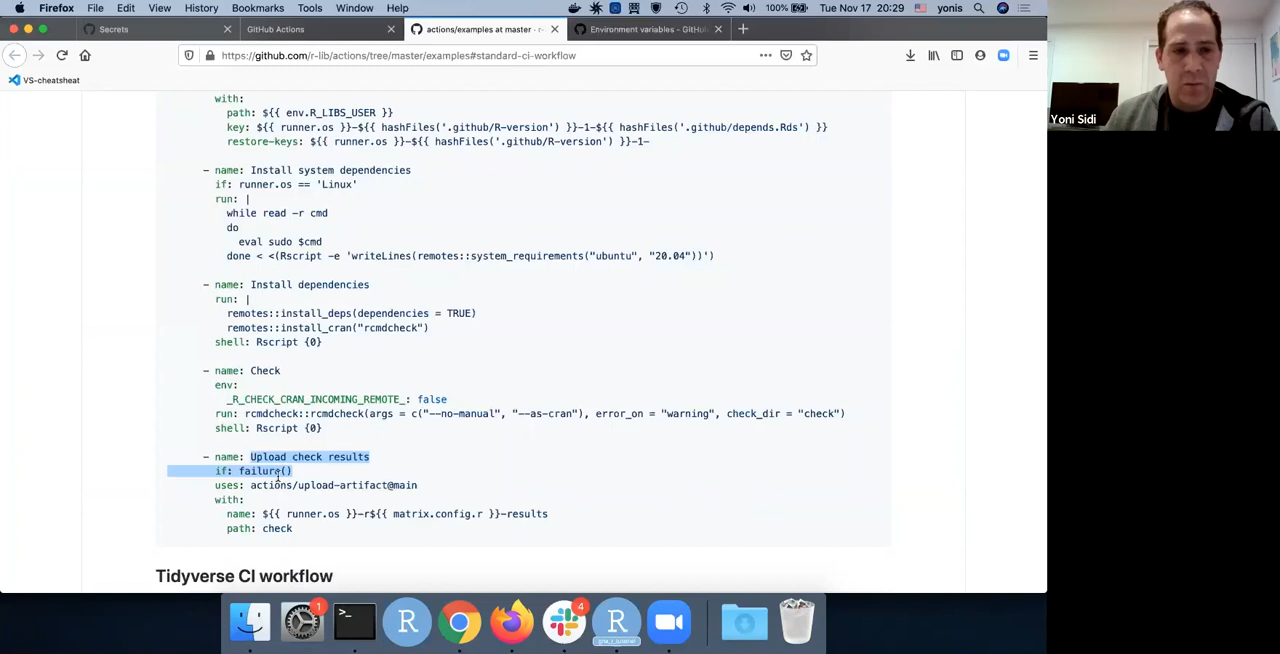 Firefox File Edit View History Bookmarks Tools Window Help 100% Tue Nov 17 20:29 yonis
Secrets GitHub Actions actions/examples at master · r- Environment variables - GitHu
https://github.com/r-lib/actions/tree/master/examples#standard-ci-workflow
VS-cheatsheat
Yoni Sidi
with:
path: ${{ env.R_LIBS_USER }}
key: ${{ runner.os }}-${{ hashFiles('.github/R-version') }}-1-${{ hashFiles('.github/depends.Rds') }}
restore-keys: ${{ runner.os }}-${{ hashFiles('.github/R-version') }}-1-
- name: Install system dependencies
if: runner.os == 'Linux'
run: |
while read -r cmd
do
eval sudo $cmd
done < <(Rscript -e 'writeLines(remotes::system_requirements("ubuntu", "20.04"))')
- name: Install dependencies
run: |
remotes::install_deps(dependencies = TRUE)
remotes::install_cran("rcmdcheck")
shell: Rscript {0}
- name: Check
env:
_R_CHECK_CRAN_INCOMING_REMOTE_: false
run: rcmdcheck::rcmdcheck(args = c("--no-manual", "--as-cran"), error_on = "warning", check_dir = "check")
shell: Rscript {0}
- name: Upload check results
if: failure()
uses: actions/upload-artifact@main
with:
name: ${{ runner.os }}-r${{ matrix.config.r }}-results
path: check
Tidyverse CI workflow
1
4
>_
R
R